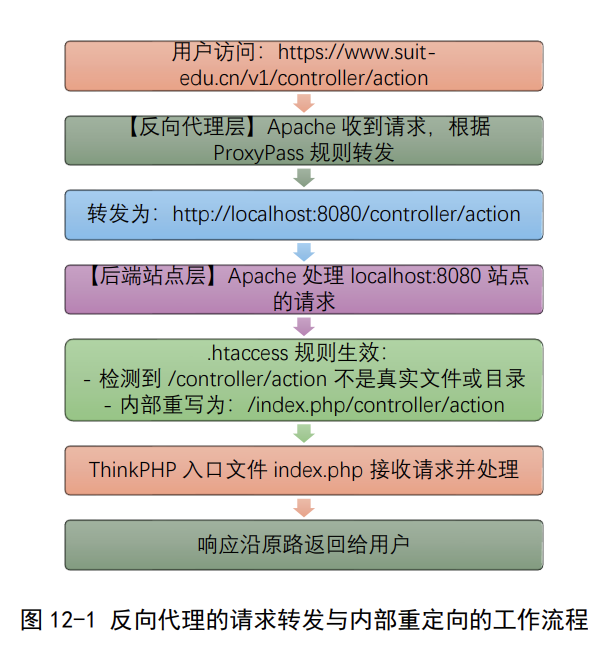 用户访问：https://www.suit-
edu.cn/v1/controller/action
【反向代理层】Apache 收到请求，根据
ProxyPass 规则转发
转发为：http://localhost:8080/controller/action
【后端站点层】Apache 处理 localhost:8080 站点
的请求
.htaccess 规则生效：
- 检测到 /controller/action 不是真实文件或目录
- 内部重写为：/index.php/controller/action
ThinkPHP 入口文件 index.php 接收请求并处理
响应沿原路返回给用户
图 12-1 反向代理的请求转发与内部重定向的工作流程